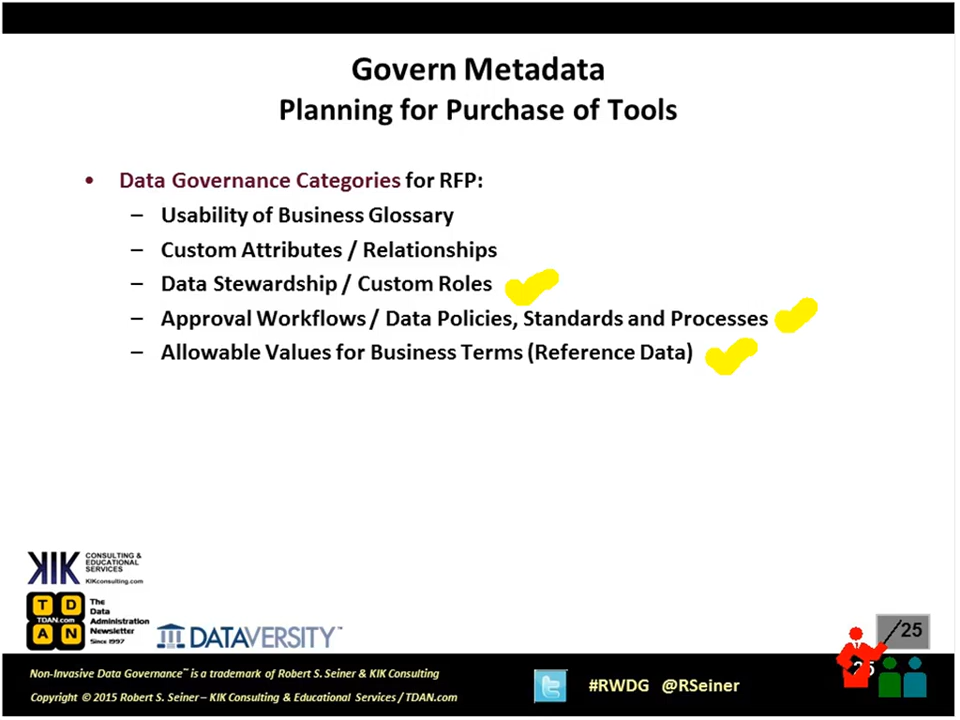 Govern Metadata
Planning for Purchase of Tools
• Data Governance Categories for RFP:
– Usability of Business Glossary
– Custom Attributes / Relationships
– Data Stewardship / Custom Roles
– Approval Workflows / Data Policies, Standards and Processes
– Allowable Values for Business Terms (Reference Data)
KIK CONSULTING & EDUCATIONAL SERVICES
KIKconsulting.com
TDAN.com
The Data Administration Newsletter
Since 1997
DATAVERSITY™
/25
Non-Invasive Data Governance™ is a trademark of Robert S. Seiner & KIK Consulting
Copyright © 2015 Robert S. Seiner – KIK Consulting & Educational Services / TDAN.com
#RWDG @RSeiner